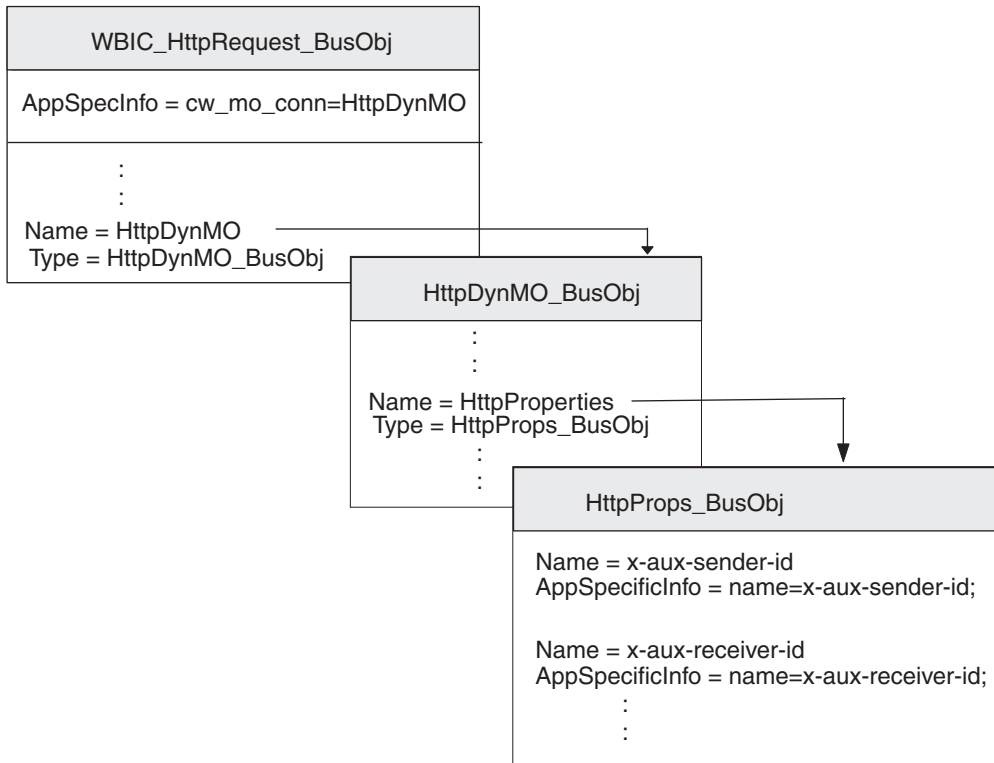 WBIC_HttpRequest_BusObj
AppSpecInfo = cw_mo_conn=HttpDynMO
:
:
Name = HttpDynMO
Type = HttpDynMO_BusObj
HttpDynMO_BusObj
:
:
Name = HttpProperties
Type = HttpProps_BusObj
:
:
HttpProps_BusObj
Name = x-aux-sender-id
AppSpecificInfo = name=x-aux-sender-id;
Name = x-aux-receiver-id
AppSpecificInfo = name=x-aux-receiver-id;
:
: